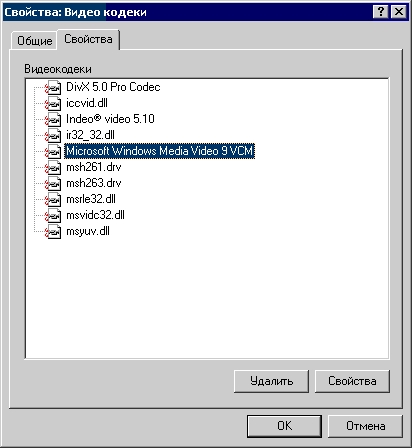 Свойства: Видео кодеки
Общие
Свойства
Видеокодеки
DivX 5.0 Pro Codec
iccvid.dll
Indeo® video 5.10
ir32_32.dll
Microsoft Windows Media Video 9 VCM
msh261.drv
msh263.drv
msrle32.dll
msvidc32.dll
msyuv.dll
Удалить
Свойства
OK
Отмена